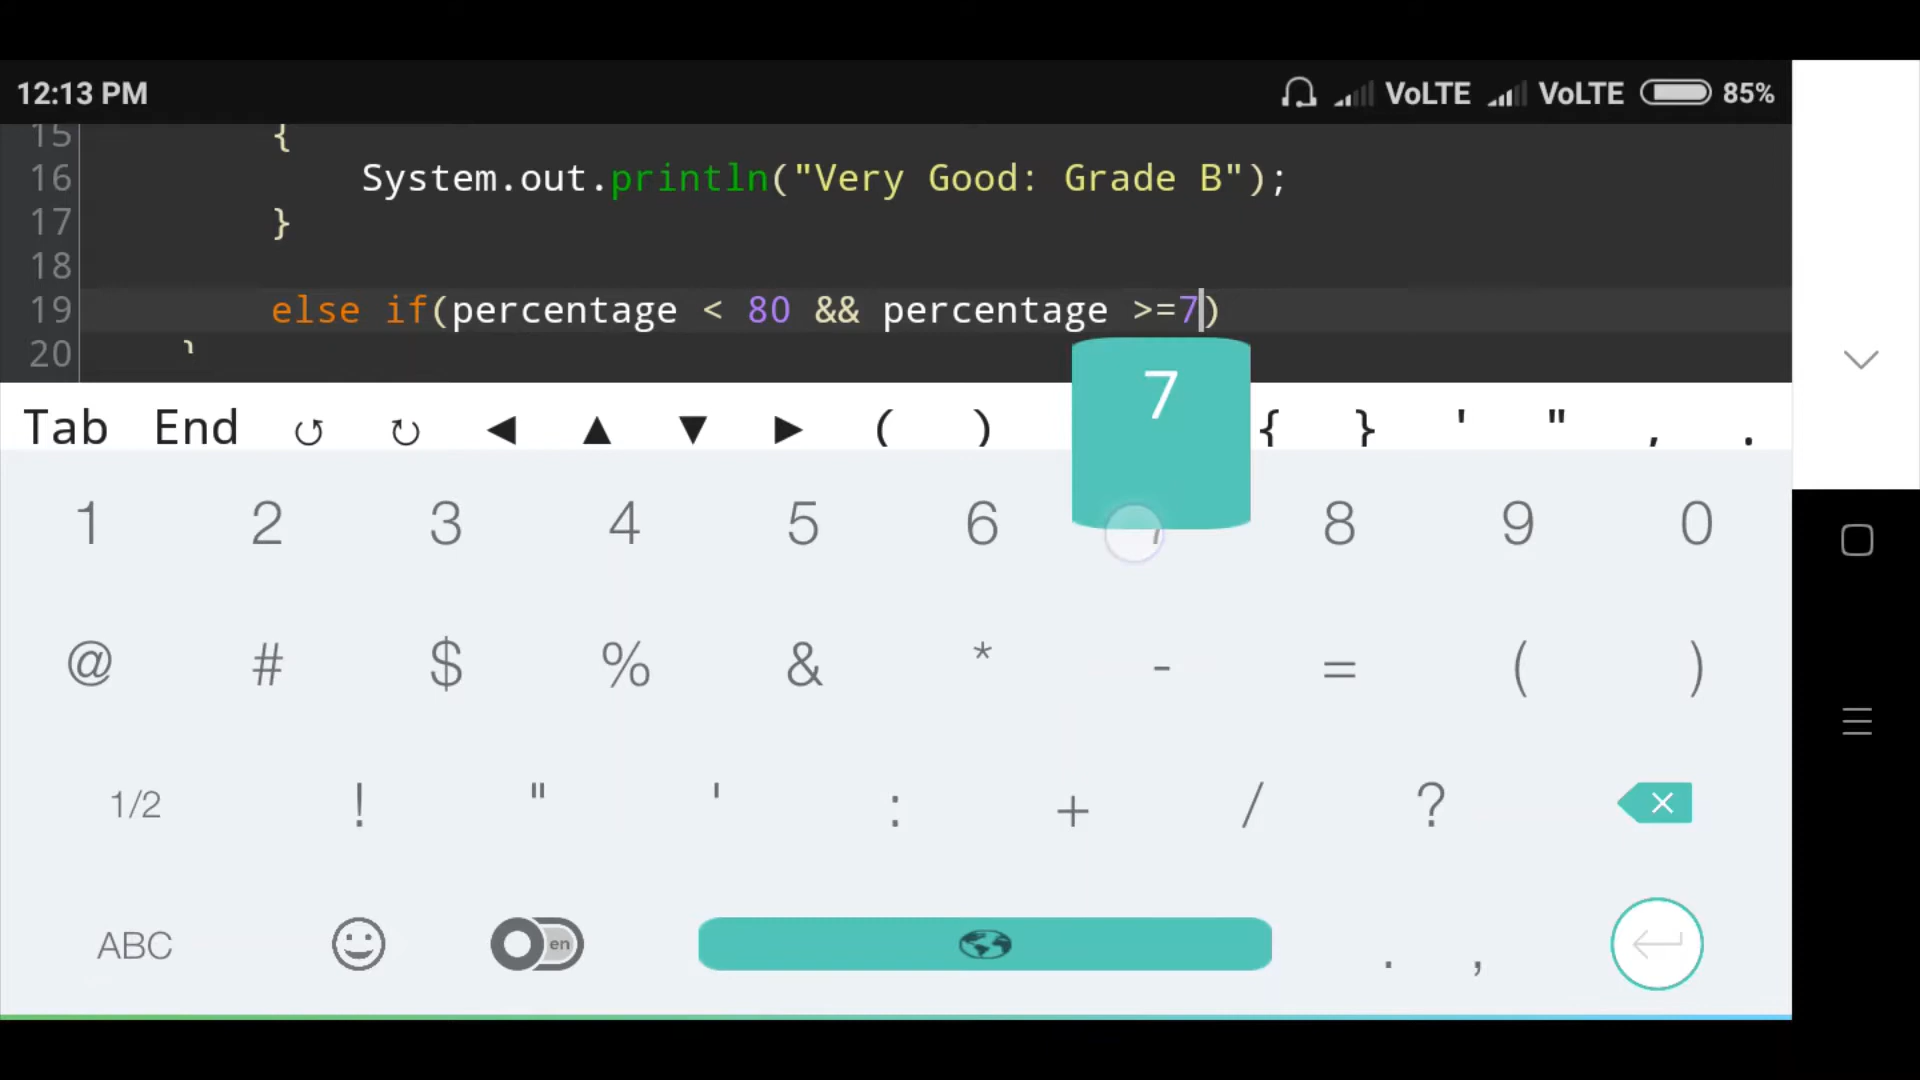 12:13 PM VoLTE VoLTE 85%
15 {
16 System.out.println("Very Good: Grade B");
17 }
18
19 else if(percentage < 80 && percentage >=7)
20
7
Tab End ↺ ↻ ◀ ▲ ▼ ▶ ( ) { } ' " , .
1 2 3 4 5 6 7 8 9 0
@ # $ % & * - = ( )
1/2 ! " ' : + / ?
ABC en . ,